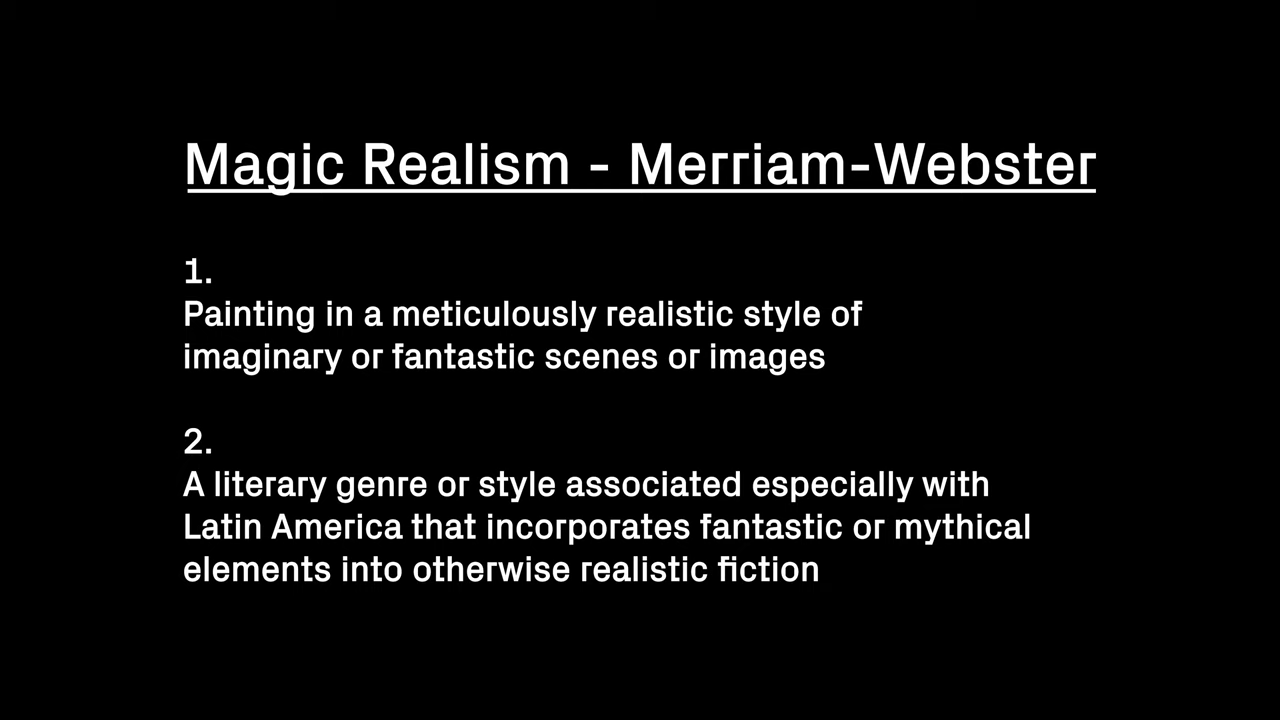 Magic Realism - Merriam-Webster
1.
Painting in a meticulously realistic style of
imaginary or fantastic scenes or images
2.
A literary genre or style associated especially with
Latin America that incorporates fantastic or mythical
elements into otherwise realistic fiction